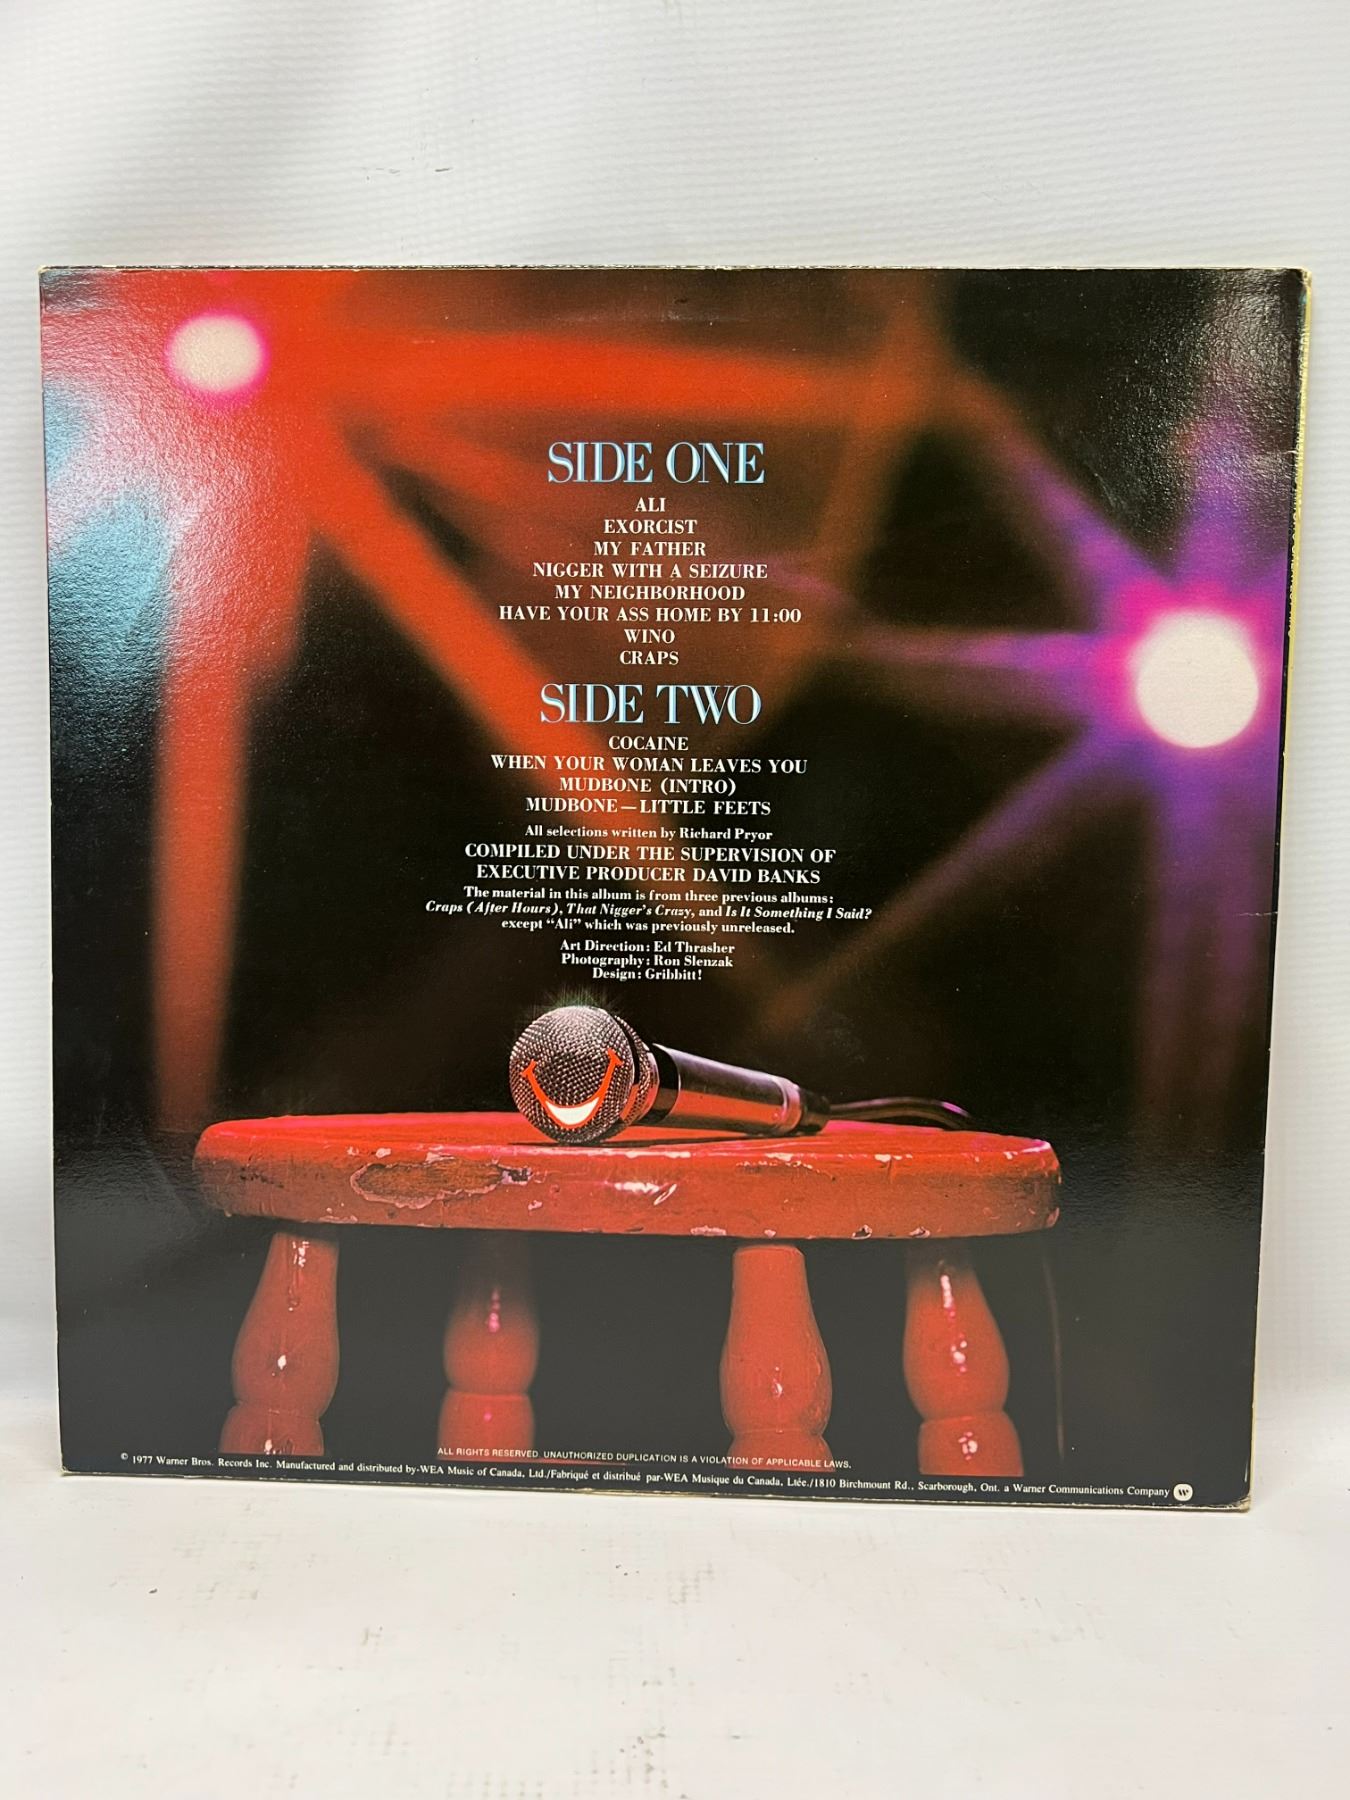 SIDE ONE
ALI
EXORCIST
MY FATHER
NIGGER WITH A SEIZURE
MY NEIGHBORHOOD
HAVE YOUR ASS HOME BY 11:00
WINO
CRAPS
SIDE TWO
COCAINE
WHEN YOUR WOMAN LEAVES YOU
MUDBONE (INTRO)
MUDBONE—LITTLE FEETS
All selections written by Richard Pryor
COMPILED UNDER THE SUPERVISION OF
EXECUTIVE PRODUCER DAVID BANKS
The material in this album is from three previous albums:
Craps (After Hours), That Nigger's Crazy, and Is It Something I Said?
except “Ali” which was previously unreleased.
Art Direction: Ed Thrasher
Photography: Ron Slenzak
Design: Gribbitt!
ALL RIGHTS RESERVED. UNAUTHORIZED DUPLICATION IS A VIOLATION OF APPLICABLE LAWS.
© 1977 Warner Bros. Records Inc. Manufactured and distributed by-WEA Music of Canada, Ltd./Fabriqué et distribué par-WEA Musique du Canada, Ltée./1810 Birchmount Rd., Scarborough, Ont. a Warner Communications Company W